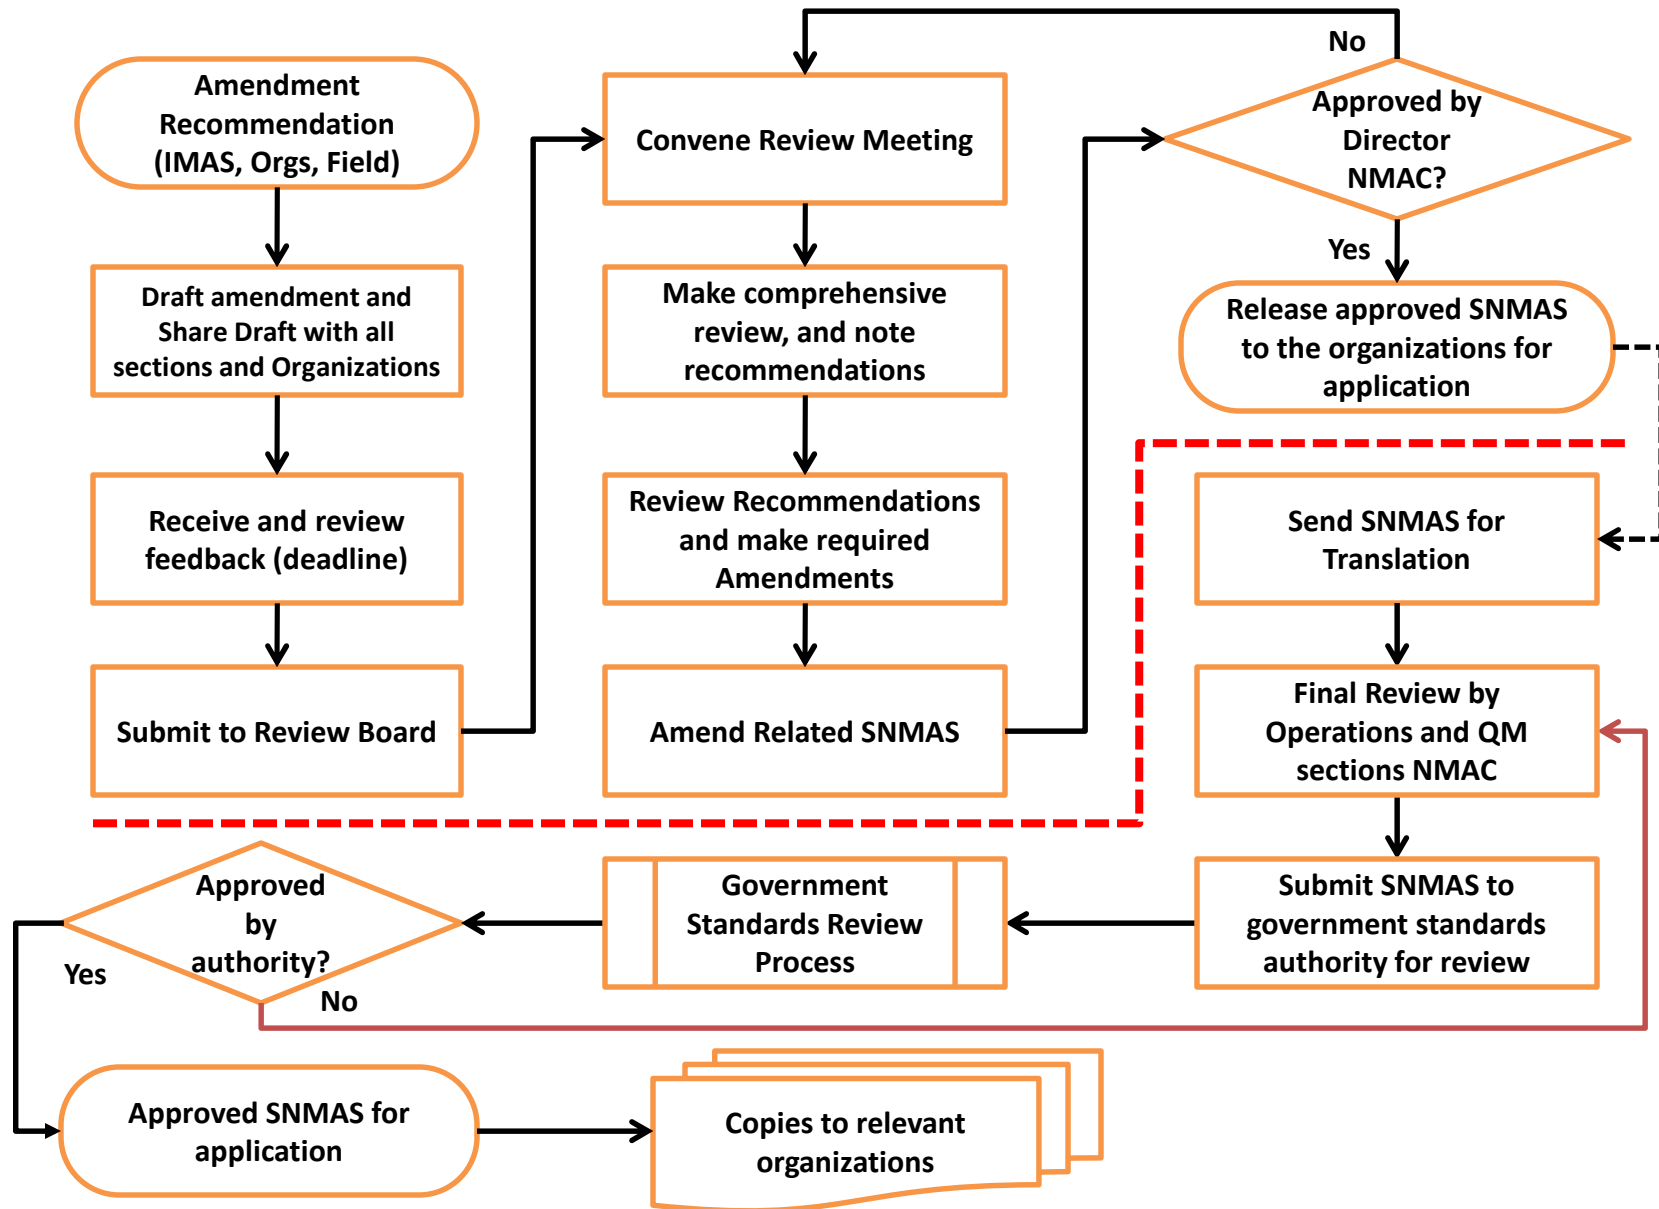 Amendment
Recommendation
(IMAS, Orgs, Field)
Draft amendment and
Share Draft with all
sections and Organizations
Receive and review
feedback (deadline)
Submit to Review Board
Convene Review Meeting
Make comprehensive
review, and note
recommendations
Review Recommendations
and make required
Amendments
Amend Related SNMAS
No
Approved by
Director
NMAC?
Yes
Release approved SNMAS
to the organizations for
application
Send SNMAS for
Translation
Final Review by
Operations and QM
sections NMAC
Submit SNMAS to
government standards
authority for review
Government
Standards Review
Process
Approved
by
authority?
Yes
No
Approved SNMAS for
application
Copies to relevant
organizations